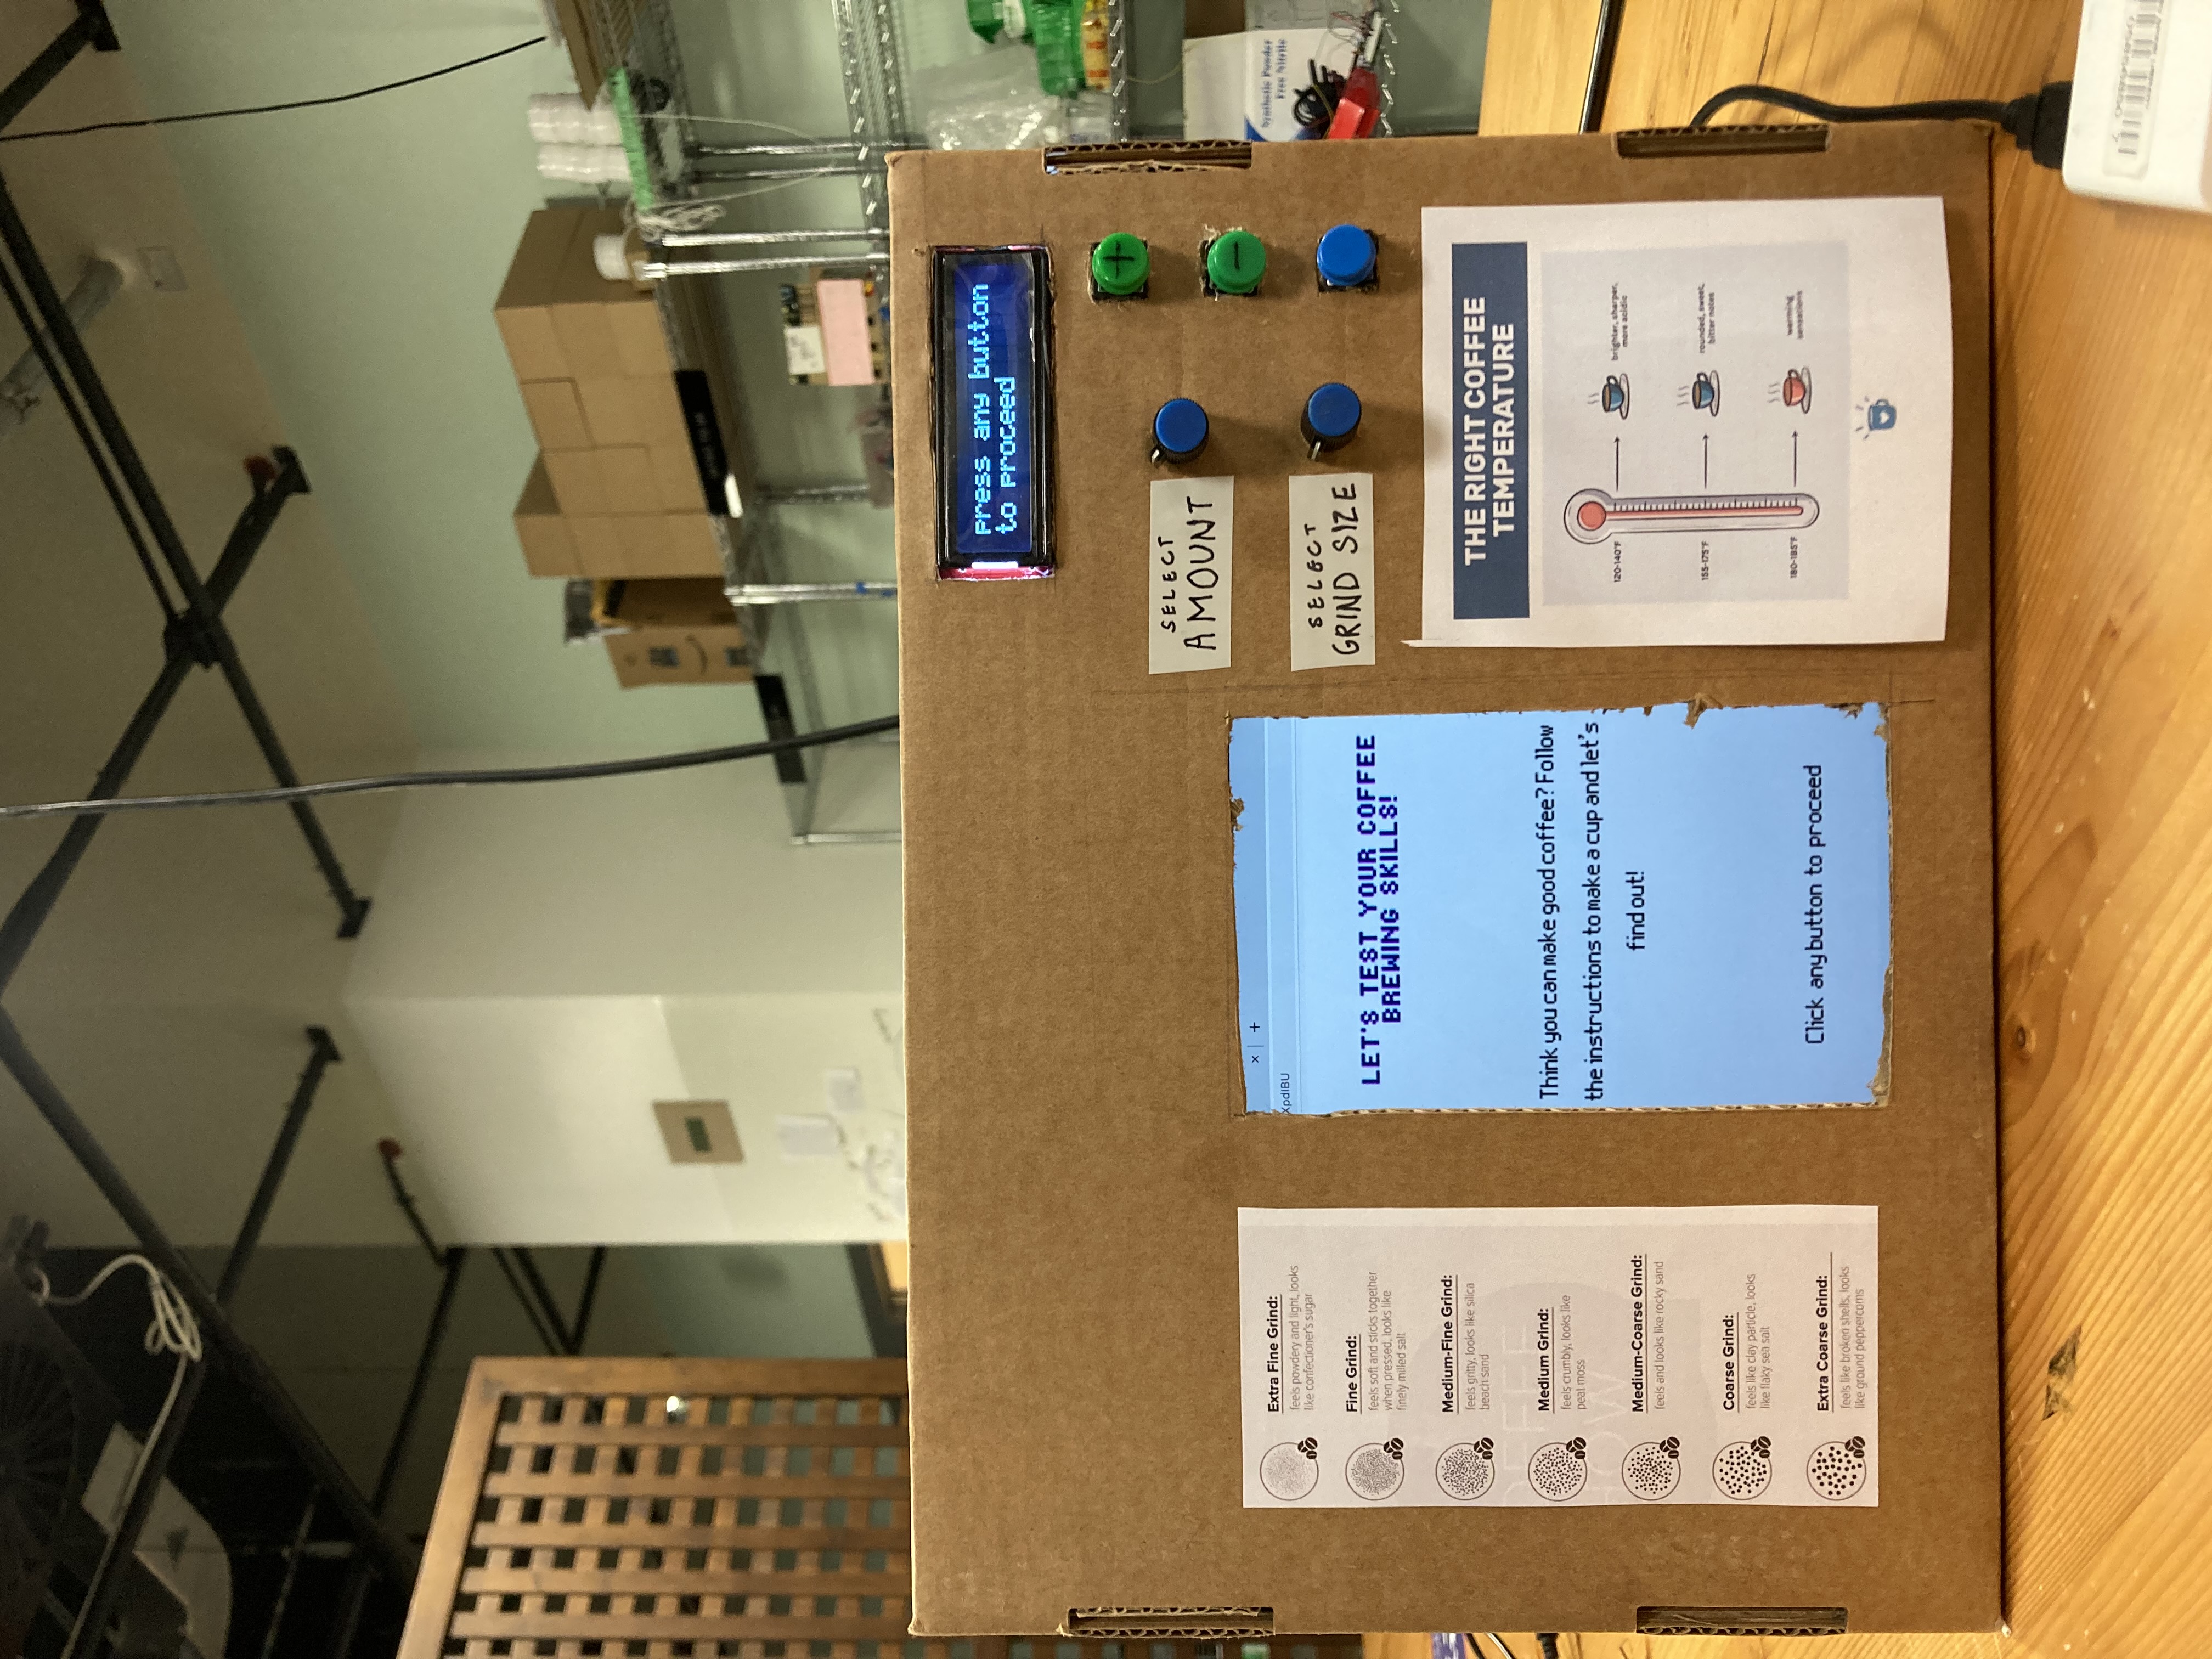 press any button
to proceed
+
SELECT
AMOUNT
−
SELECT
GRIND SIZE
Extra Fine Grind:
feels powdery and light, looks
like confectioner's sugar
Fine Grind:
feels soft and sticks together
when pressed, looks like
finely milled salt
Medium-Fine Grind:
feels gritty, looks like silica
beach sand
Medium Grind:
feels crumbly, looks like
peat moss
Medium-Coarse Grind:
feels and looks like rocky sand
Coarse Grind:
feels like clay particle, looks
like flaky sea salt
Extra Coarse Grind:
feels like broken shells, looks
like ground peppercorns
× +
XpdIBU
LET'S TEST YOUR COFFEE
BREWING SKILLS!
Think you can make good coffee? Follow
the instructions to make a cup and let's
find out!
Click any button to proceed
THE RIGHT COFFEE
TEMPERATURE
120-140°F
brighter, sharper,
more acidic
155-175°F
rounded, sweet,
bitter notes
180-185°F
warming
sensations
Synthetic Powder
Free Nitrile